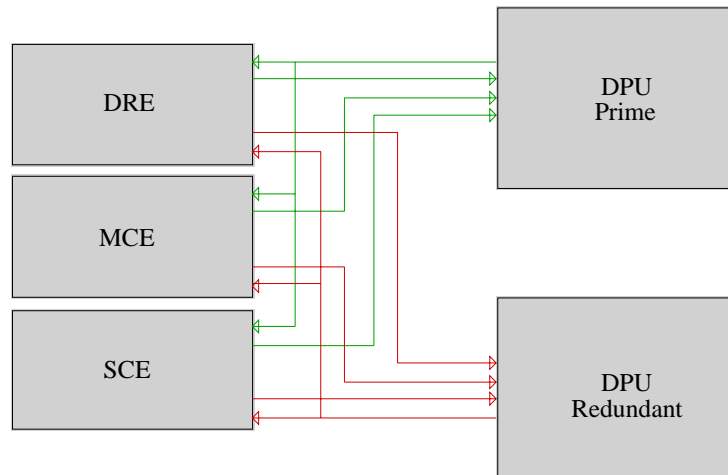 DRE
DPU
Prime
MCE
SCE
DPU
Redundant